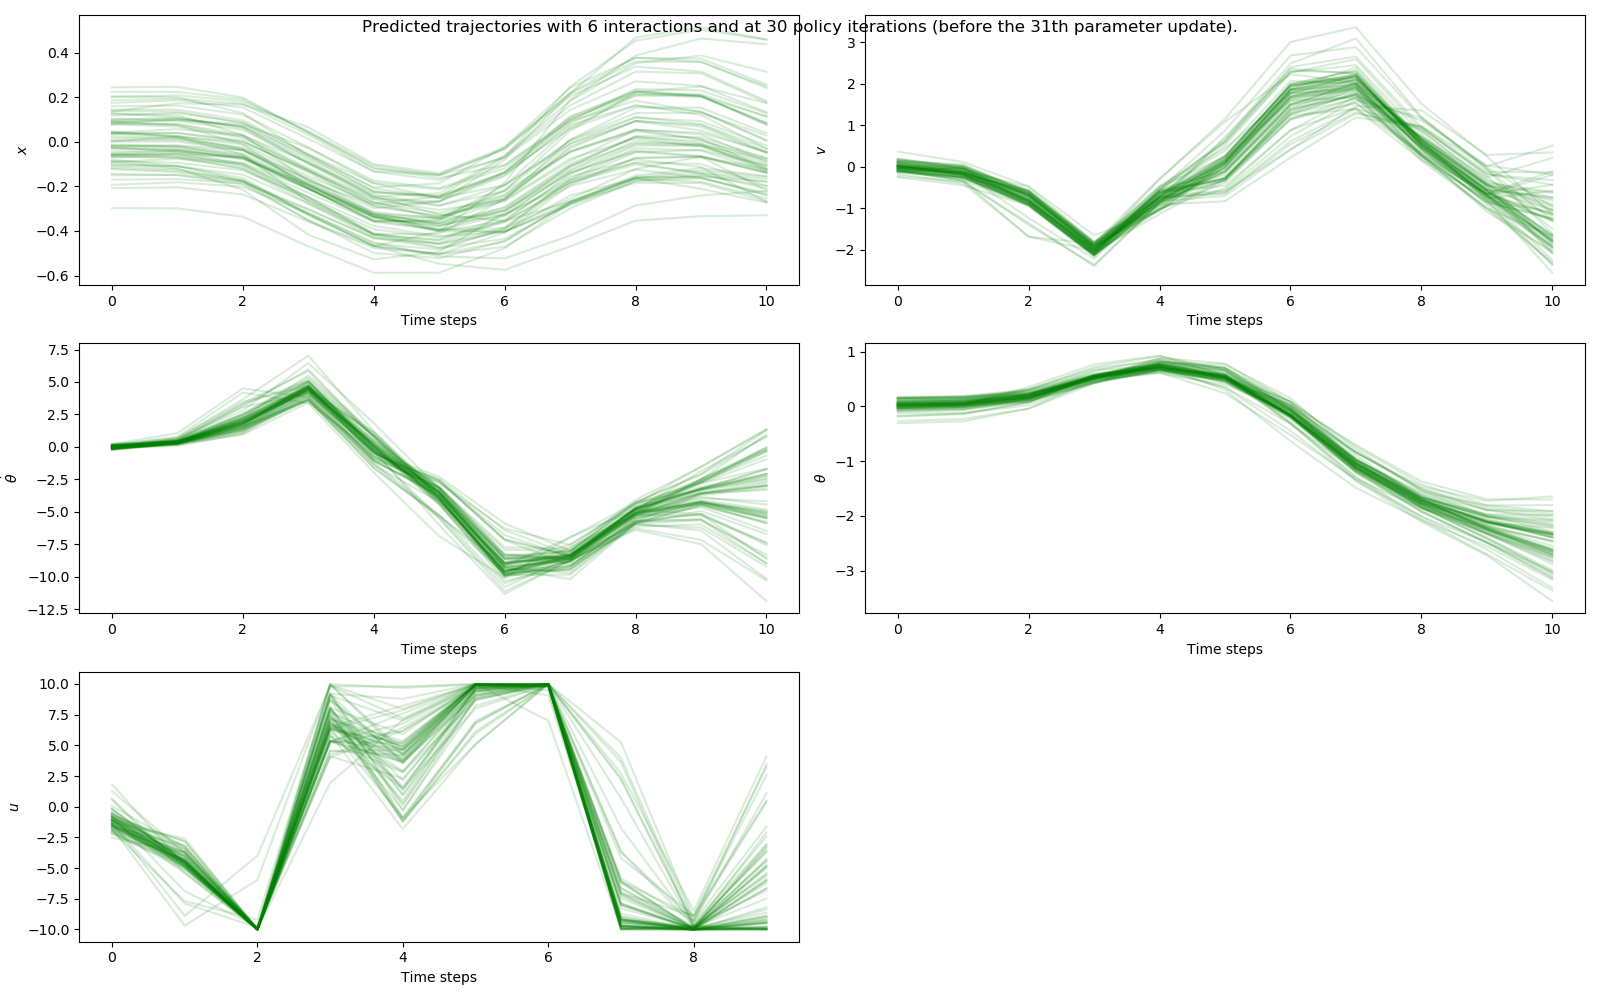 Predicted trajectories with 6 interactions and at 30 policy iterations (before the 31th parameter update).
0.4
0.2
0.0
−0.2
−0.4
−0.6
x
0 2 4 6 8 10
Time steps
3
2
1
0
−1
−2
v
0 2 4 6 8 10
Time steps
7.5
5.0
2.5
0.0
−2.5
−5.0
−7.5
−10.0
−12.5
θ̇
0 2 4 6 8 10
Time steps
1
0
−1
−2
−3
θ
0 2 4 6 8 10
Time steps
10.0
7.5
5.0
2.5
0.0
−2.5
−5.0
−7.5
−10.0
u
0 2 4 6 8
Time steps